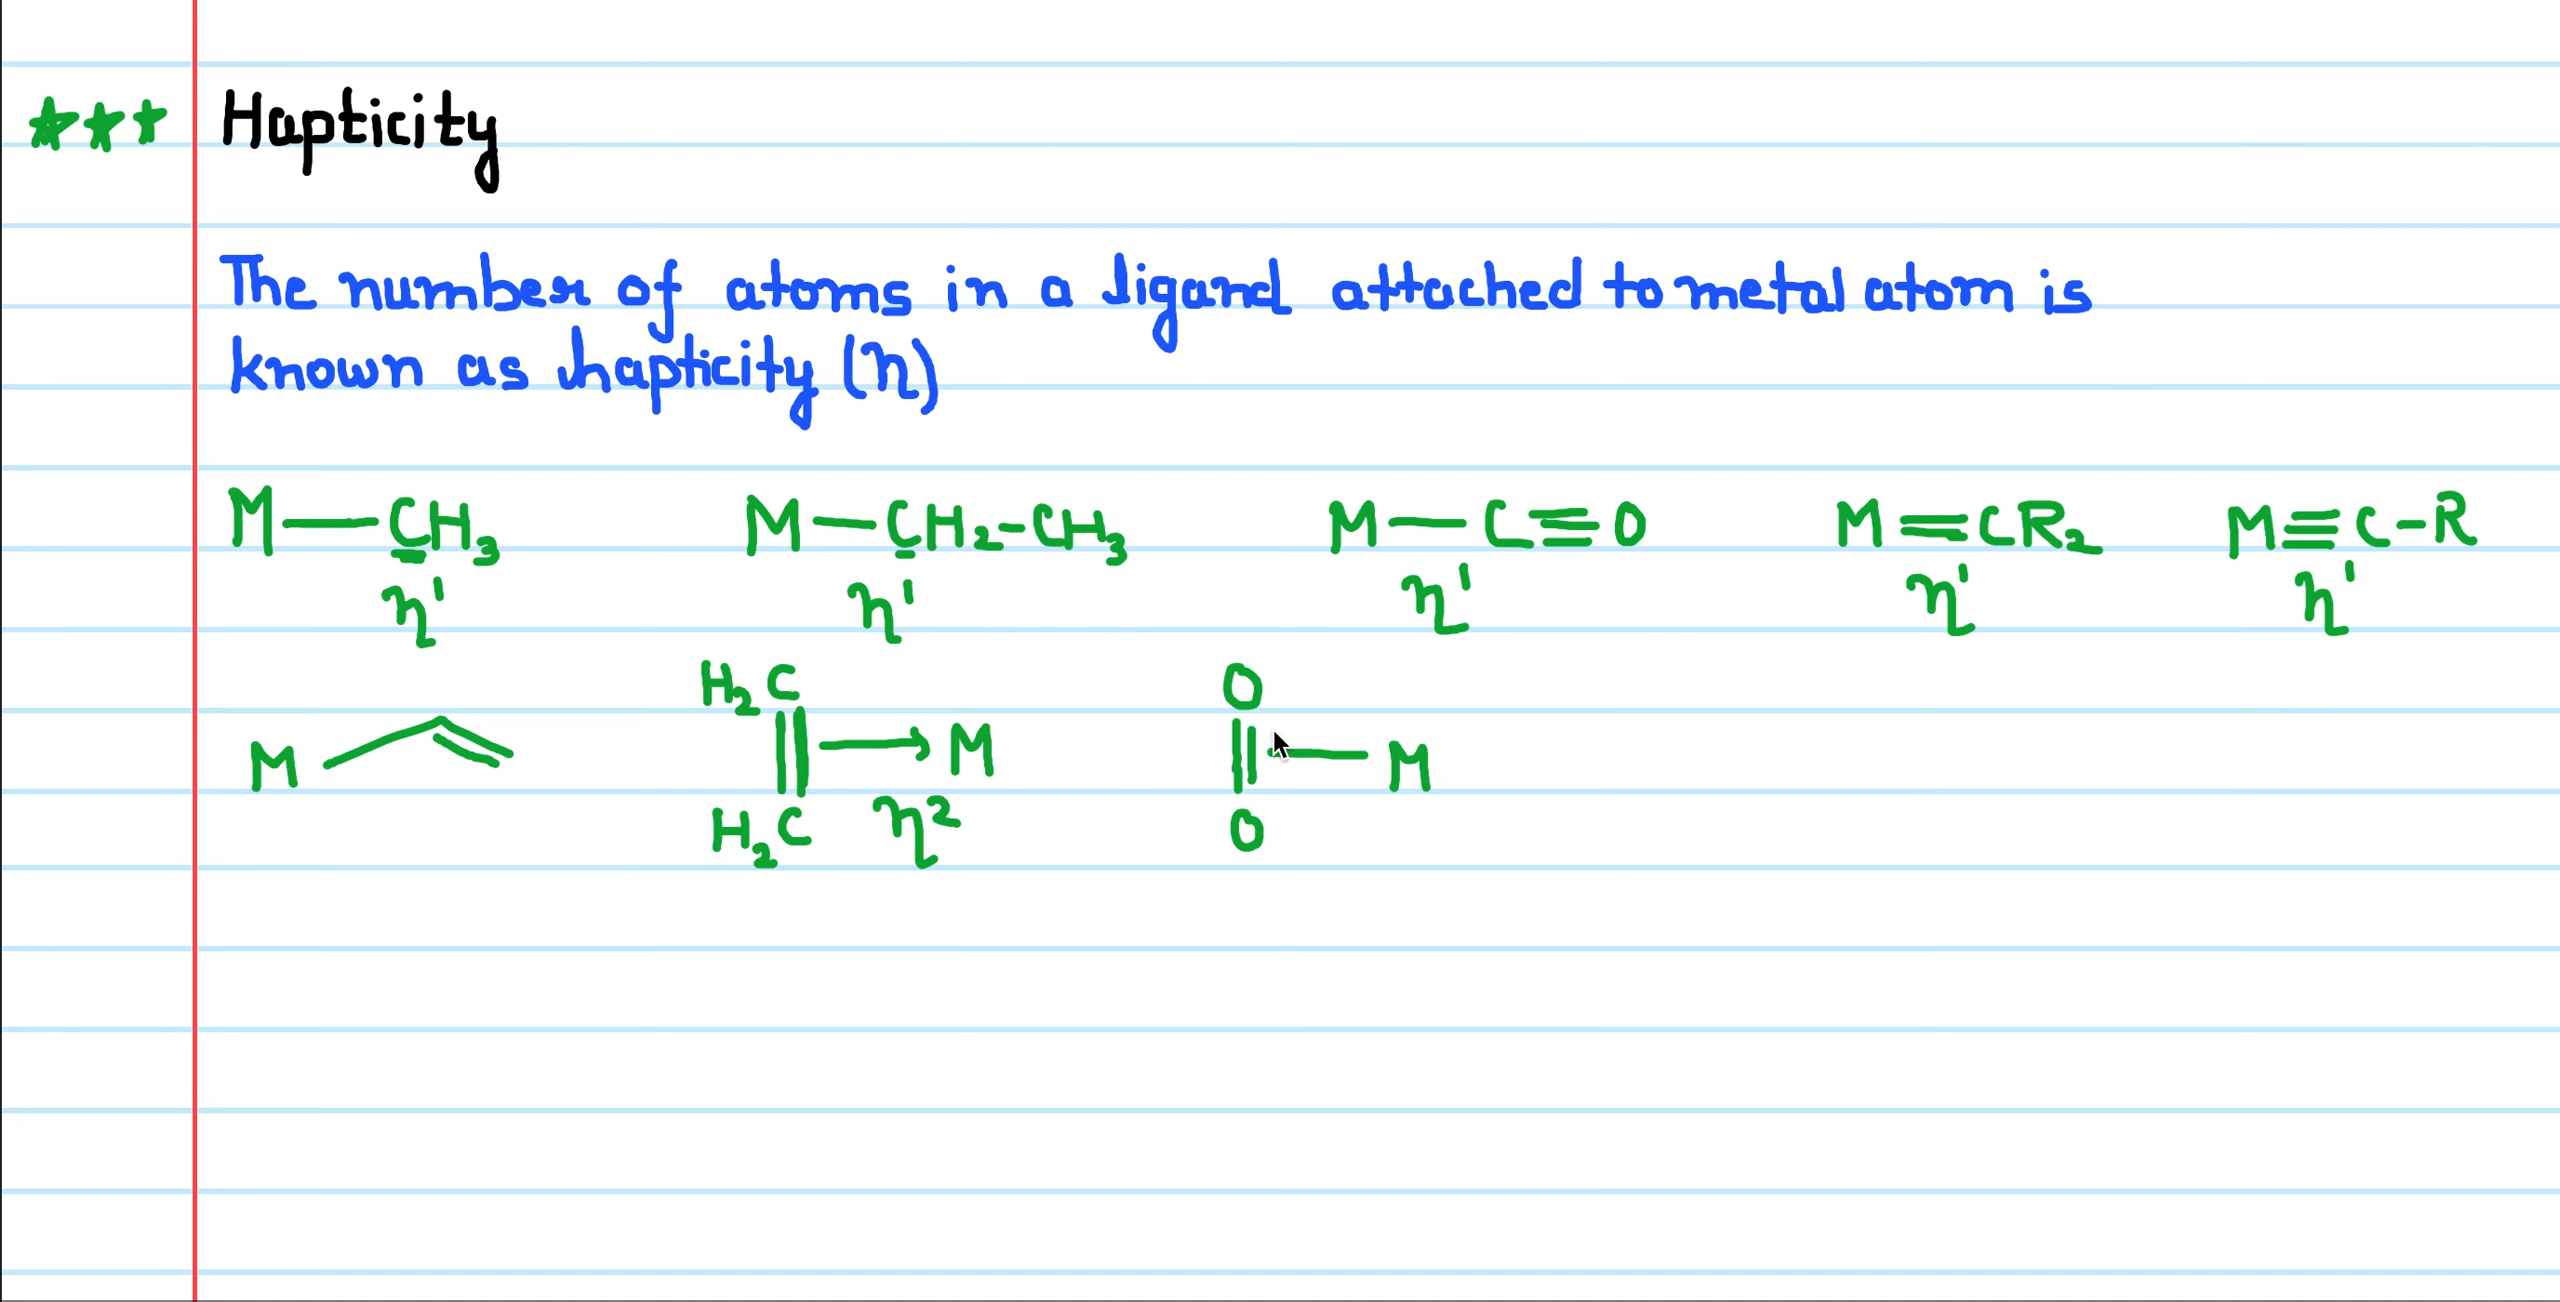 Hapticity
The number of atoms in a ligand attached to metal atom is
known as hapticity (η)
M—CH₃ M—CH₂-CH₃ M—C≡O M=CR₂ M≡C-R
η¹ η¹ η¹ η¹ η¹
H₂C O
M →M —M
H₂C η² O